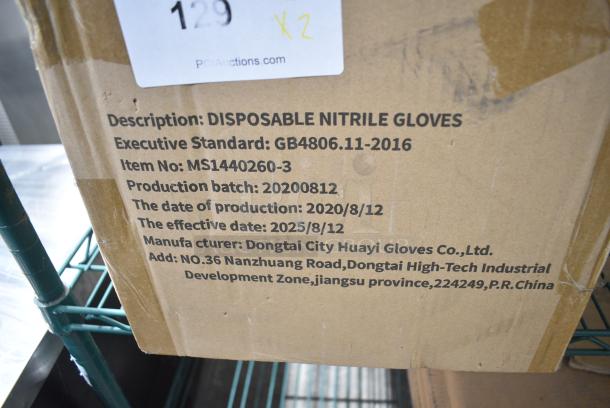 129
x2
PCIAuctions.com
Description: DISPOSABLE NITRILE GLOVES
Executive Standard: GB4806.11-2016
Item No: MS1440260-3
Production batch: 20200812
The date of production: 2020/8/12
The effective date: 2025/8/12
Manufa cturer: Dongtai City Huayi Gloves Co.,Ltd.
Add: NO.36 Nanzhuang Road,Dongtai High-Tech Industrial
Development Zone,jiangsu province,224249,P.R.China